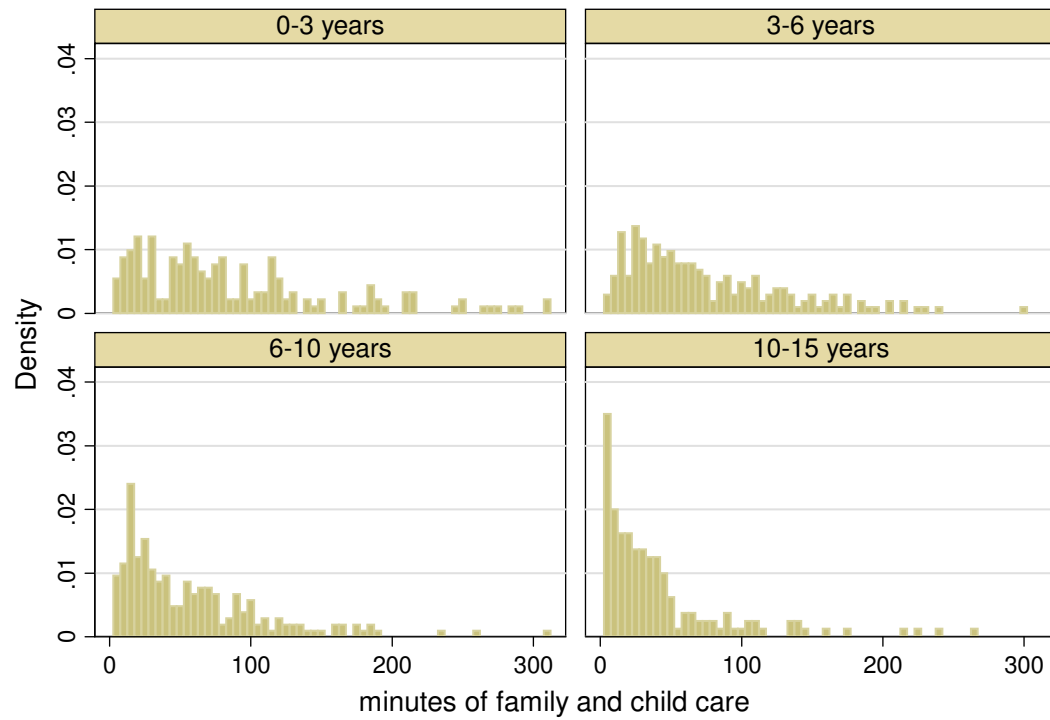 0-3 years
3-6 years
.04
.03
.02
.01
0
Density
6-10 years
10-15 years
.04
.03
.02
.01
0
0 100 200 300
0 100 200 300
minutes of family and child care